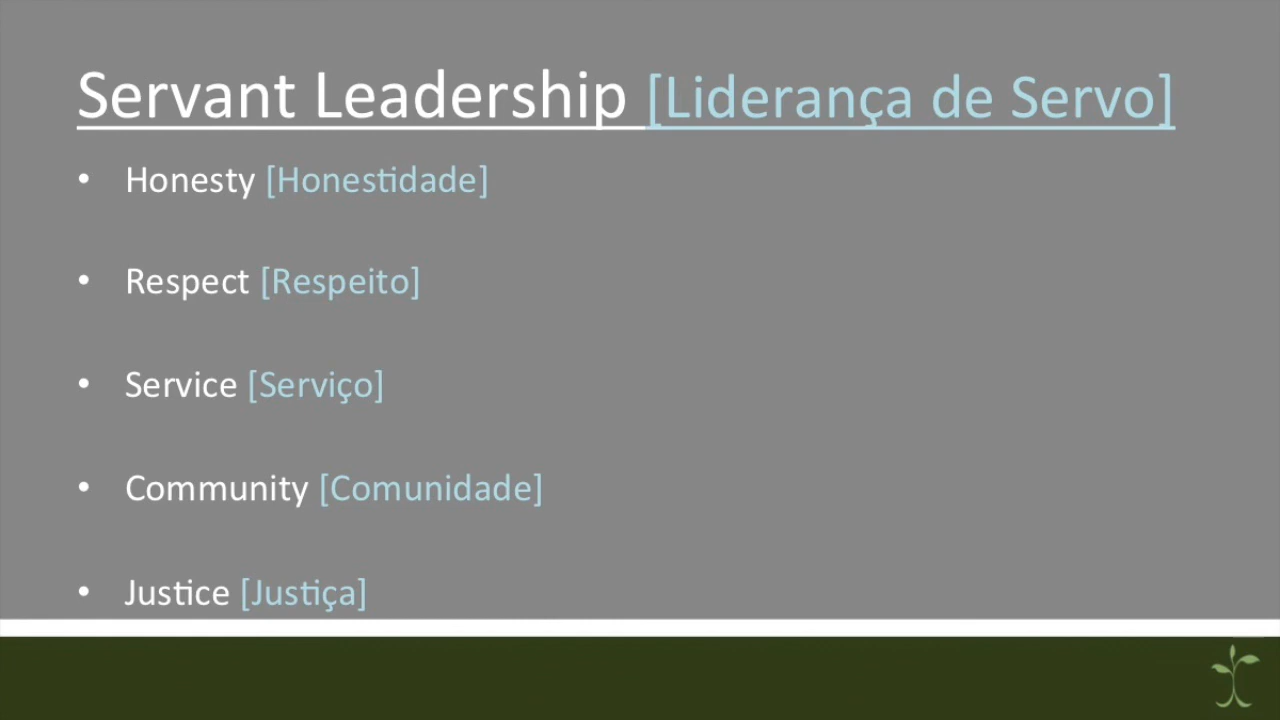 Servant Leadership [Liderança de Servo]
• Honesty [Honestidade]
• Respect [Respeito]
• Service [Serviço]
• Community [Comunidade]
• Justice [Justiça]